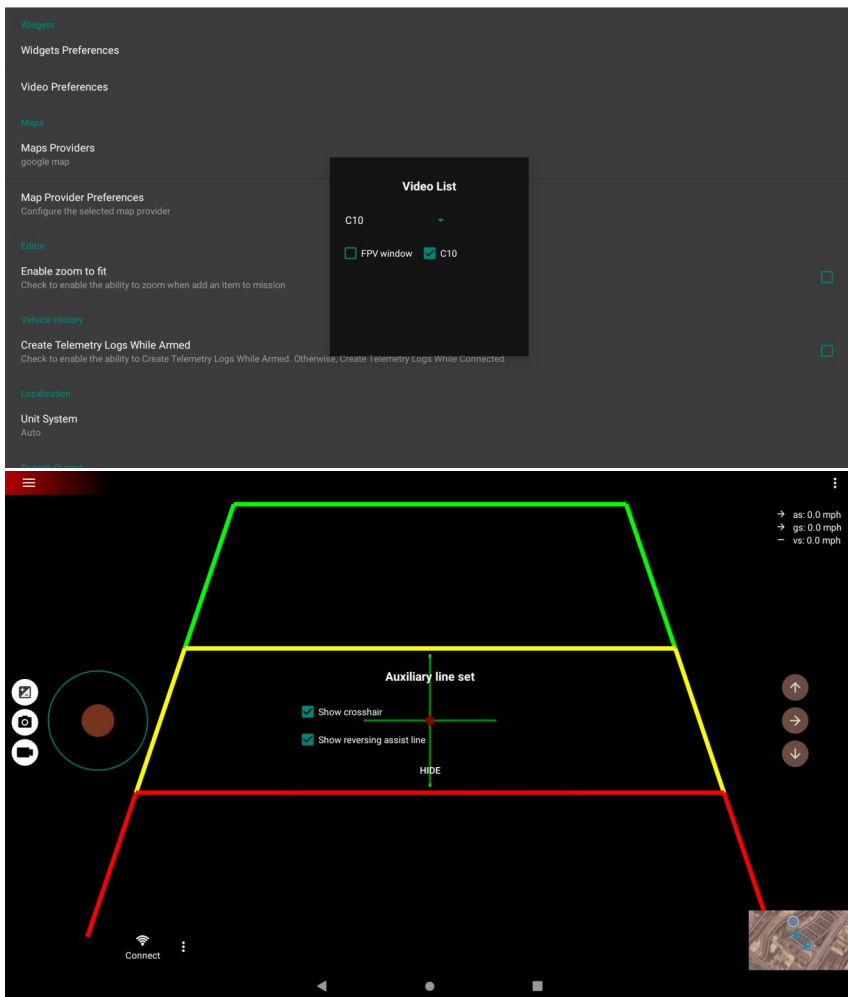 Widgets
Widgets Preferences
Video Preferences
Maps
Maps Providers
google map
Map Provider Preferences
Configure the selected map provider
Editor
Enable zoom to fit
Check to enable the ability to zoom when add an item to mission
Vehicle History
Create Telemetry Logs While Armed
Check to enable the ability to Create Telemetry Logs While Armed. Otherwise, Create Telemetry Logs While Connected.
Localization
Unit System
Auto
Speech Output
Video List
C10
FPV window
C10
as: 0.0 mph
gs: 0.0 mph
vs: 0.0 mph
Auxiliary line set
Show crosshair
Show reversing assist line
HIDE
Connect